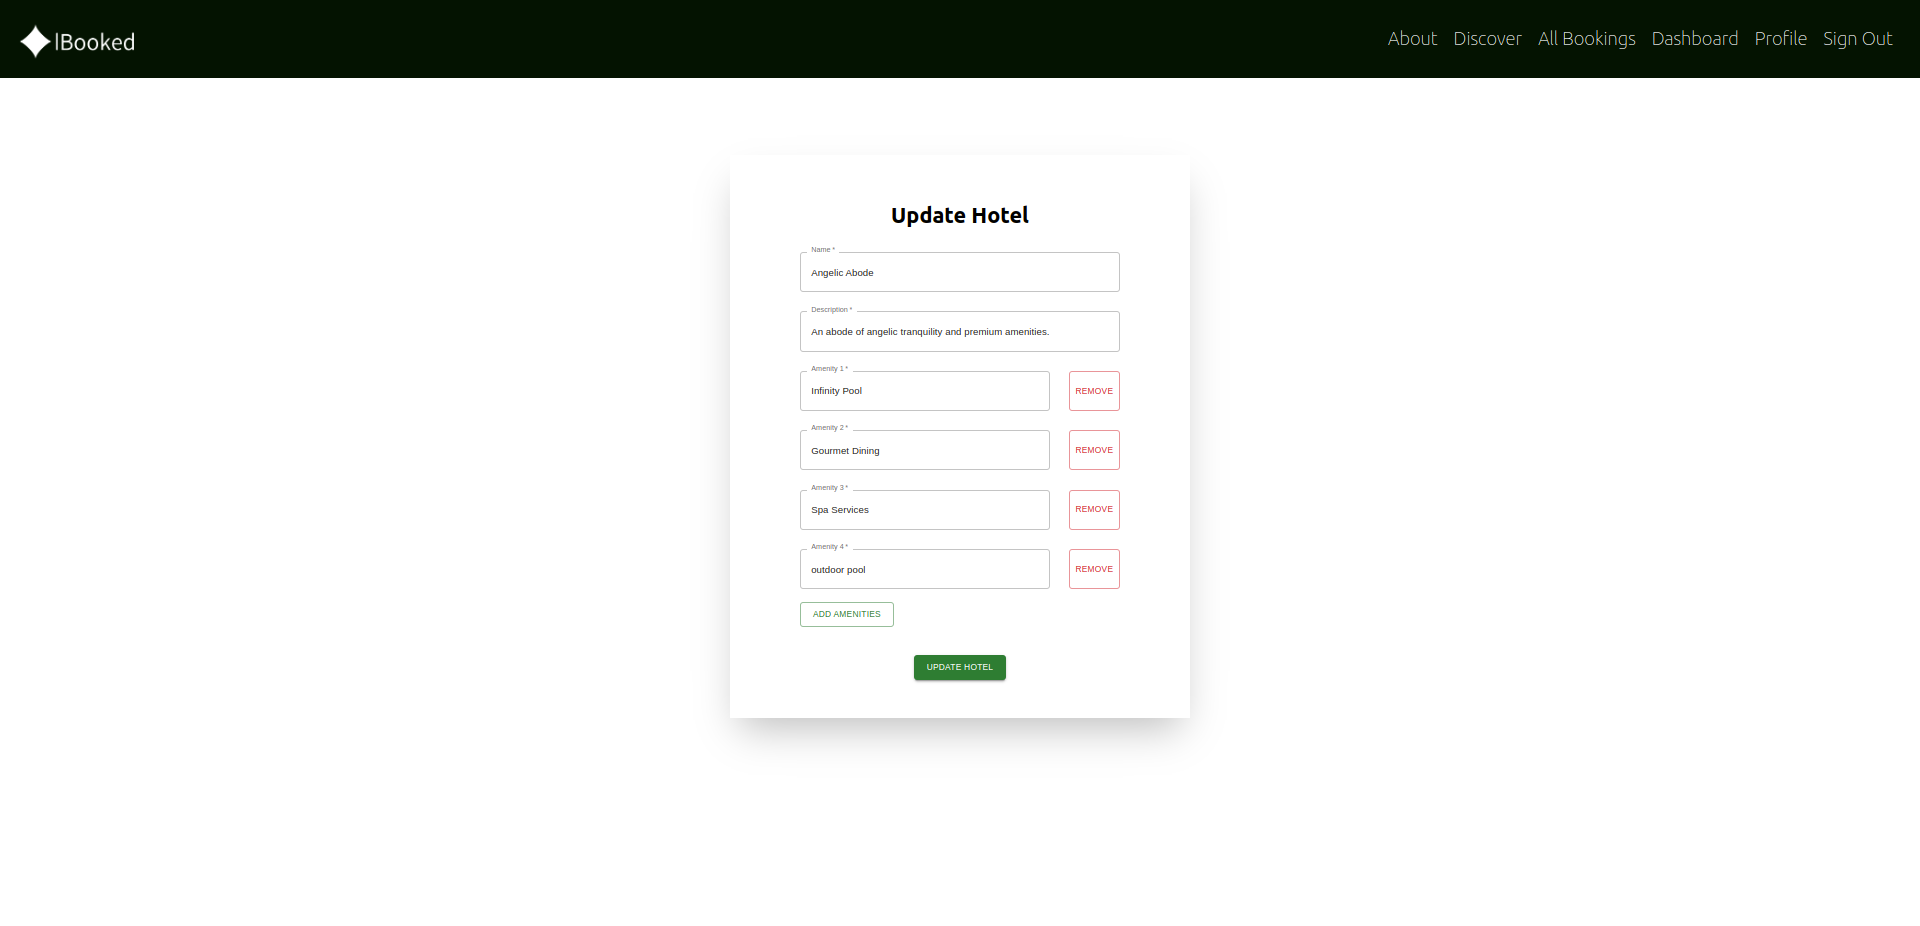 |Booked
About Discover All Bookings Dashboard Profile Sign Out
Update Hotel
Name *
Angelic Abode
Description *
An abode of angelic tranquility and premium amenities.
Amenity 1 *
Infinity Pool
REMOVE
Amenity 2 *
Gourmet Dining
REMOVE
Amenity 3 *
Spa Services
REMOVE
Amenity 4 *
outdoor pool
REMOVE
ADD AMENITIES
UPDATE HOTEL